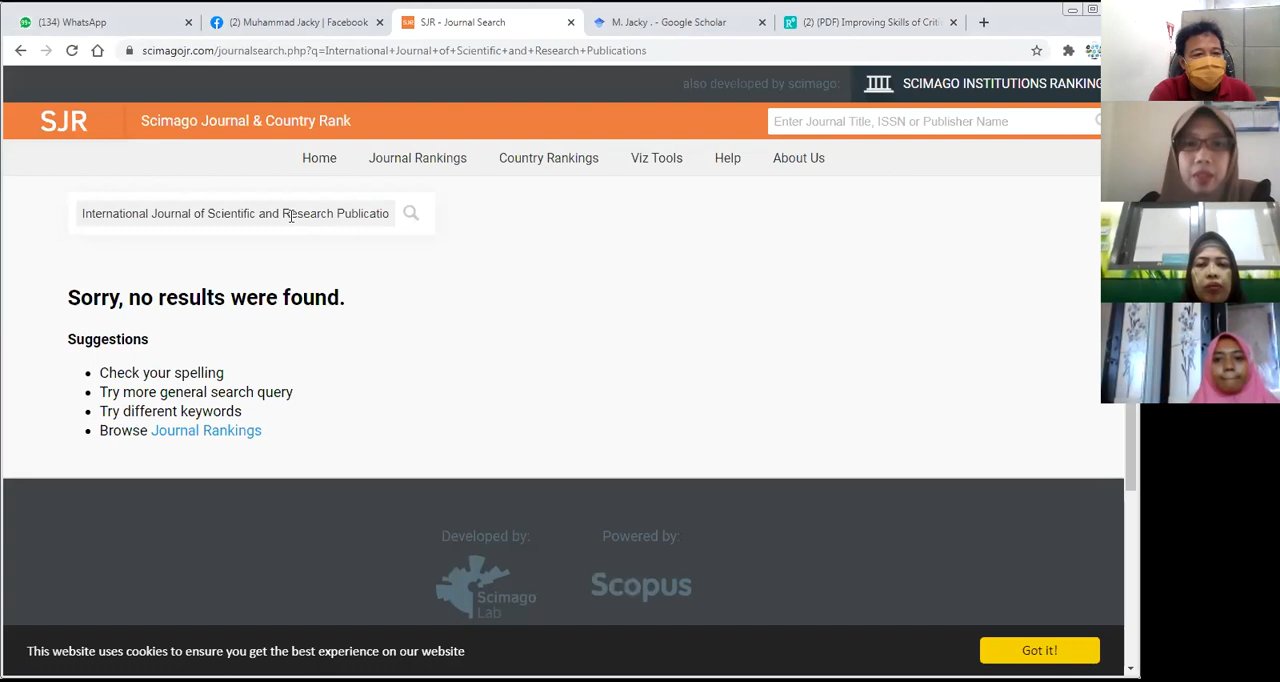 (134) WhatsApp
(2) Muhammad Jacky | Facebook
SJR - Journal Search
M. Jacky . - Google Scholar
(2) (PDF) Improving Skills of Criti
scimagojr.com/journalsearch.php?q=International+Journal+of+Scientific+and+Research+Publications
also developed by scimago:
SCIMAGO INSTITUTIONS RANKING
SJR
Scimago Journal & Country Rank
Enter Journal Title, ISSN or Publisher Name
Home
Journal Rankings
Country Rankings
Viz Tools
Help
About Us
International Journal of Scientific and Research Publicatio
Sorry, no results were found.
Suggestions
Check your spelling
Try more general search query
Try different keywords
Browse Journal Rankings
Developed by:
Powered by:
Scimago
Lab
Scopus
This website uses cookies to ensure you get the best experience on our website
Got it!